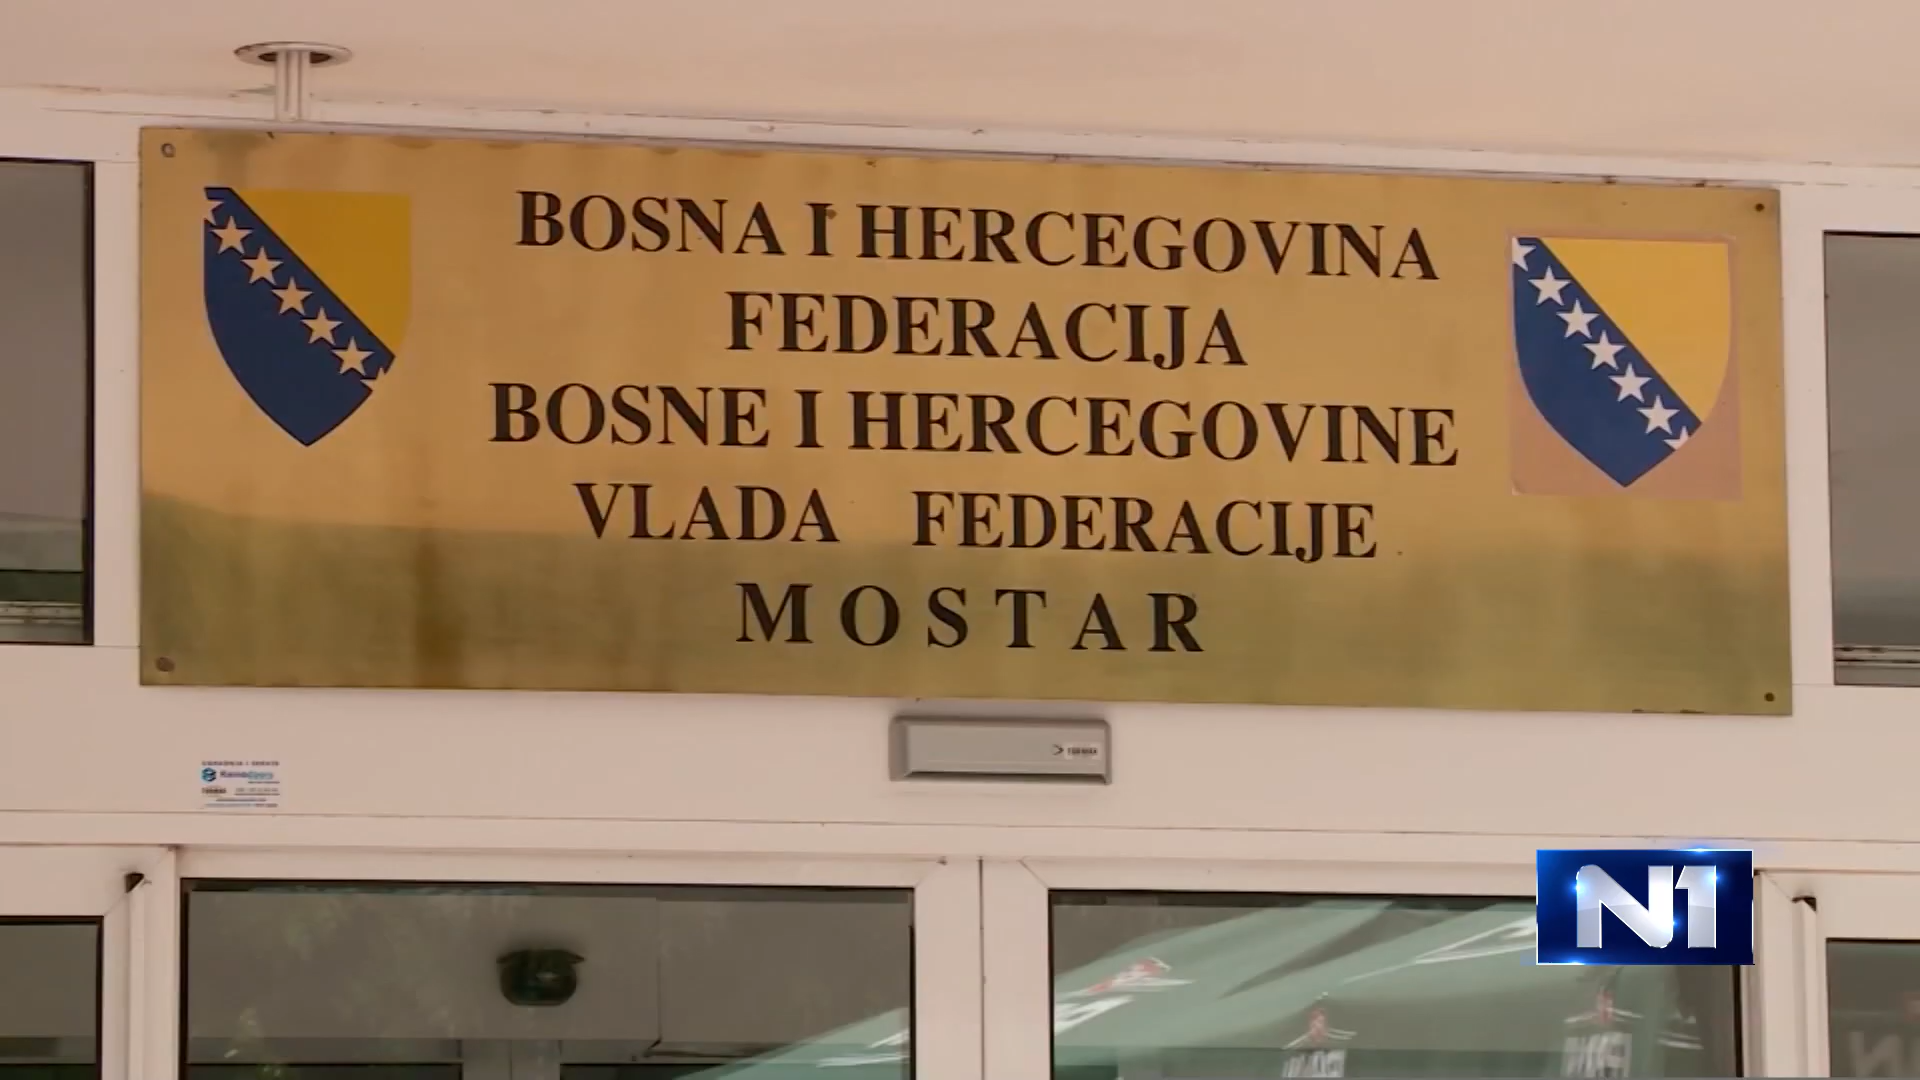 BOSNA I HERCEGOVINA
FEDERACIJA
BOSNE I HERCEGOVINE
VLADA FEDERACIJE
MOSTAR
N1